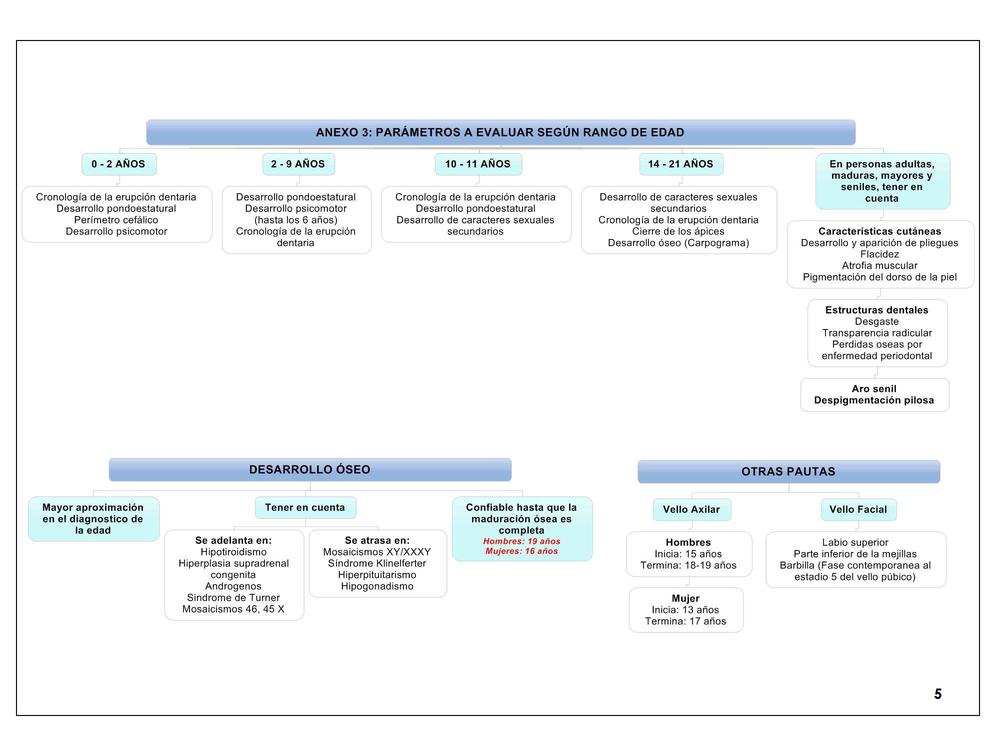 ANEXO 3: PARÁMETROS A EVALUAR SEGÚN RANGO DE EDAD
0 - 2 AÑOS
Cronología de la erupción dentaria
Desarrollo pondoestatural
Perímetro cefálico
Desarrollo psicomotor
2 - 9 AÑOS
Desarrollo pondoestatural
Desarrollo psicomotor
(hasta los 6 años)
Cronología de la erupción
dentaria
10 - 11 AÑOS
Cronología de la erupción dentaria
Desarrollo pondoestatural
Desarollo de caracteres sexuales
secundarios
14 - 21 AÑOS
Desarrollo de caracteres sexuales
secundarios
Cronología de la erupción dentaria
Cierre de los ápices
Desarrollo óseo (Carpograma)
En personas adultas,
maduras, mayores y
seniles, tener en
cuenta
Características cutáneas
Desarrollo y aparición de pliegues
Flacidez
Atrofia muscular
Pigmentación del dorso de la piel
Estructuras dentales
Desgaste
Transparencia radicular
Perdidas oseas por
enfermedad periodontal
Aro senil
Despigmentación pilosa
DESARROLLO ÓSEO
Mayor aproximación
en el diagnostico de
la edad
Tener en cuenta
Se adelanta en:
Hipotiroidismo
Hiperplasia supradrenal
congenita
Androgenos
Sindrome de Turner
Mosaicismos 46, 45 X
Se atrasa en:
Mosaicismos XY/XXXY
Síndrome Klinelferter
Hiperpituitarismo
Hipogonadismo
Confiable hasta que la
maduración ósea es
completa
Hombres: 19 años
Mujeres: 16 años
OTRAS PAUTAS
Vello Axilar
Hombres
Inicia: 15 años
Termina: 18-19 años
Mujer
Inicia: 13 años
Termina: 17 años
Vello Facial
Labio superior
Parte inferior de la mejillas
Barbilla (Fase contemporanea al
estadio 5 del vello púbico)
5